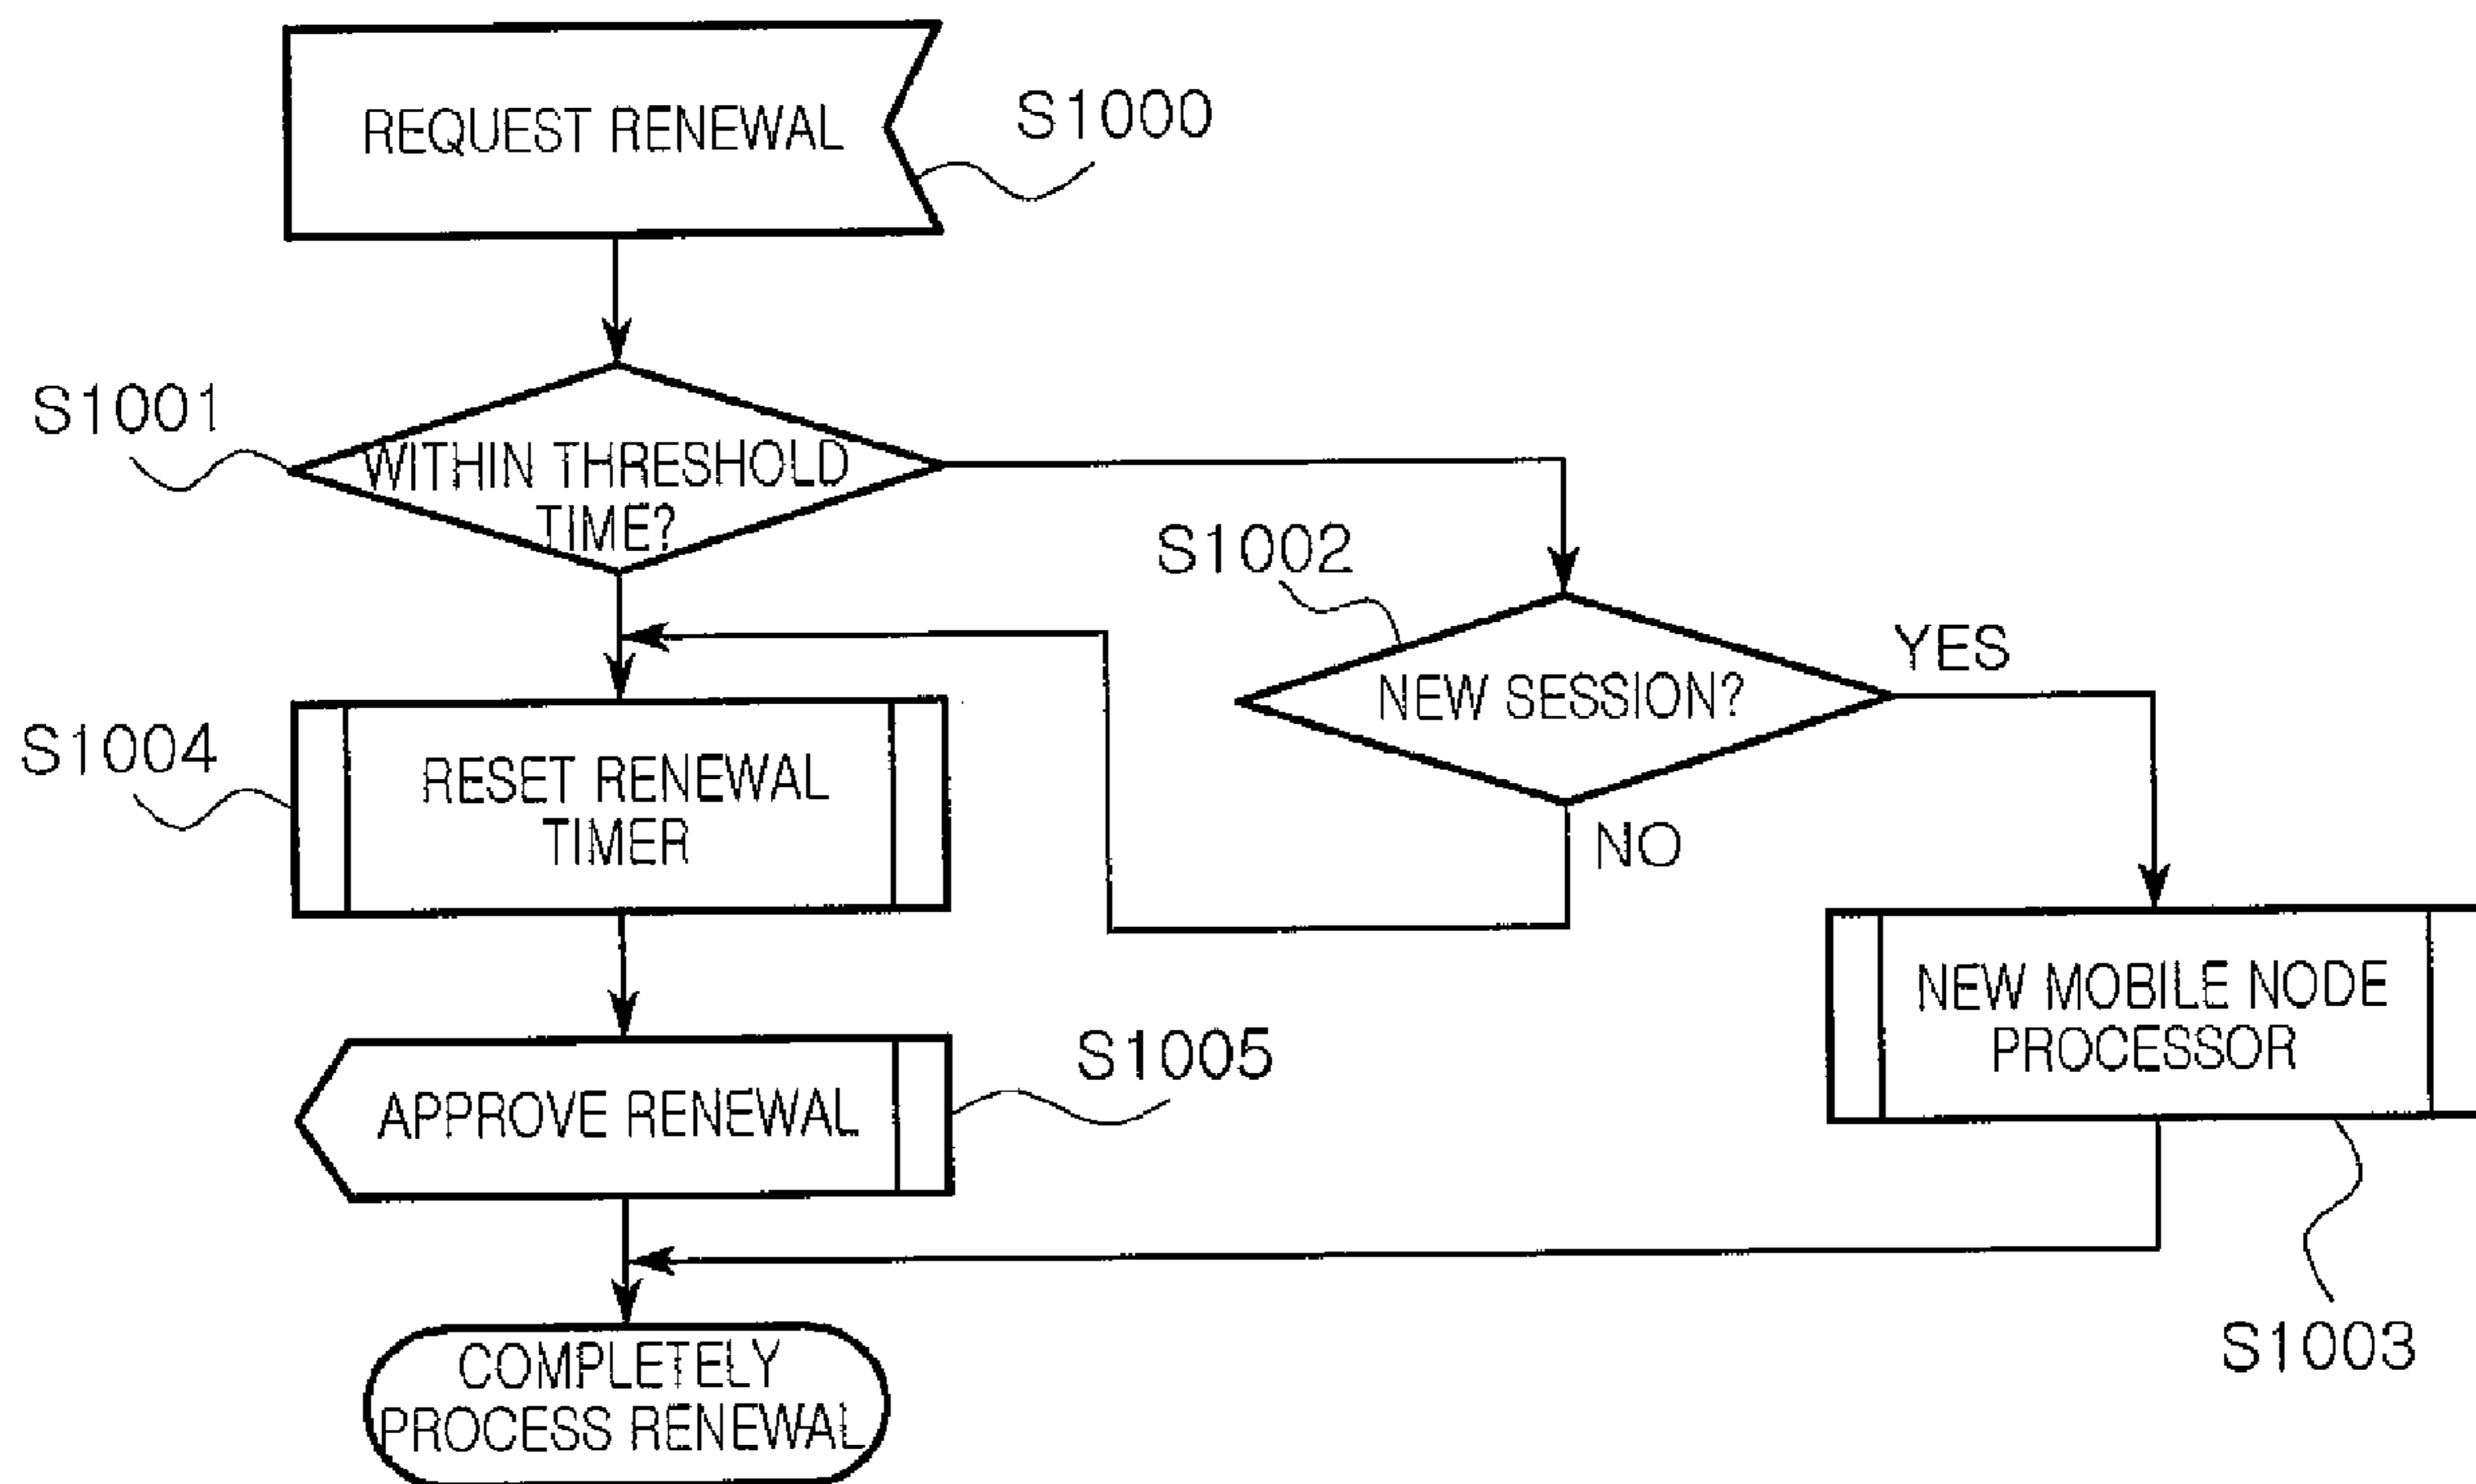 REQUEST RENEWAL
S1000
S1001
WITHIN THRESHOLD
TIME?
S1002
NEW SESSION?
YES
NO
S1004
RESET RENEWAL
TIMER
NEW MOBILE NODE
PROCESSOR
S1003
APPROVE RENEWAL
S1005
COMPLETELY
PROCESS RENEWAL